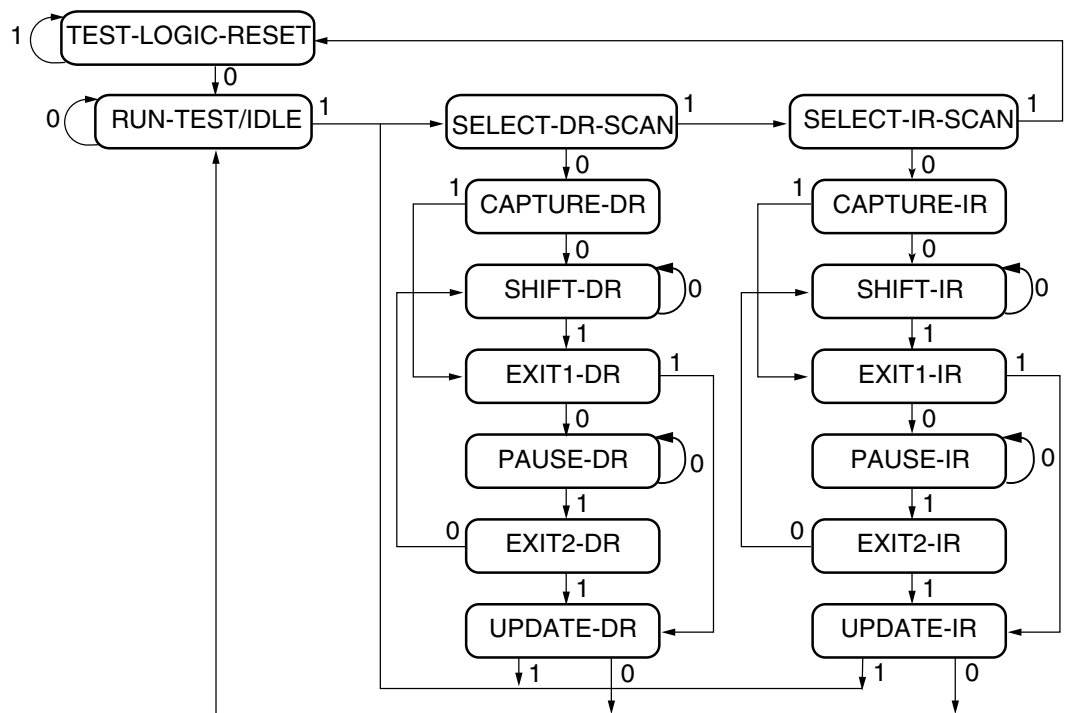 1 TEST-LOGIC-RESET
0
0 RUN-TEST/IDLE 1 SELECT-DR-SCAN 1 SELECT-IR-SCAN 1
0 0
1 CAPTURE-DR 1 CAPTURE-IR
0 0
SHIFT-DR 0 SHIFT-IR 0
1 1
EXIT1-DR 1 EXIT1-IR 1
0 0
PAUSE-DR 0 PAUSE-IR 0
1 1
0 EXIT2-DR 0 EXIT2-IR
1 1
UPDATE-DR UPDATE-IR
1 0 1 0